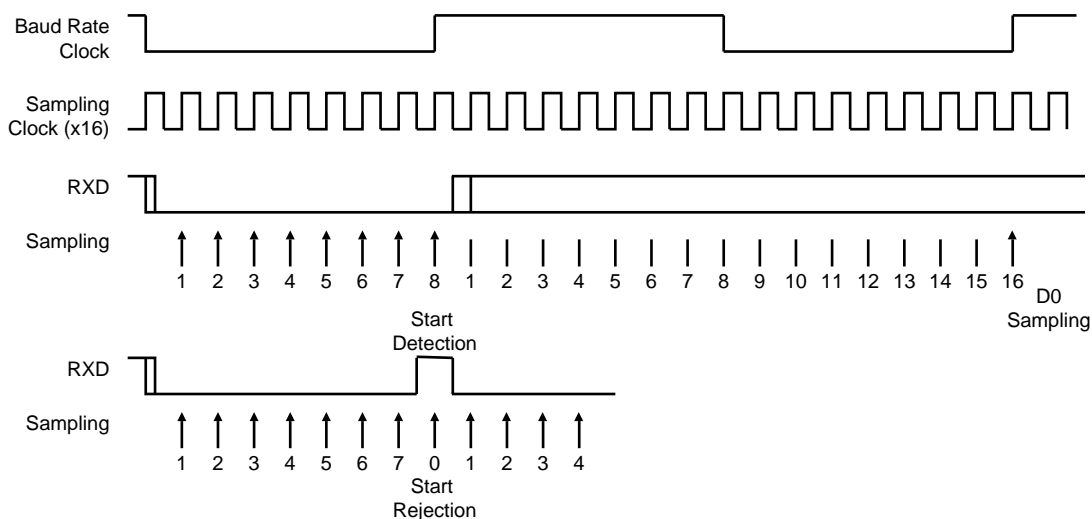 Baud Rate
Clock
Sampling
Clock (x16)
RXD
Sampling
1 2 3 4 5 6 7 8 1 2 3 4 5 6 7 8 9 10 11 12 13 14 15 16
D0
Sampling
Start
Detection
RXD
Sampling
1 2 3 4 5 6 7 0 1 2 3 4
Start
Rejection